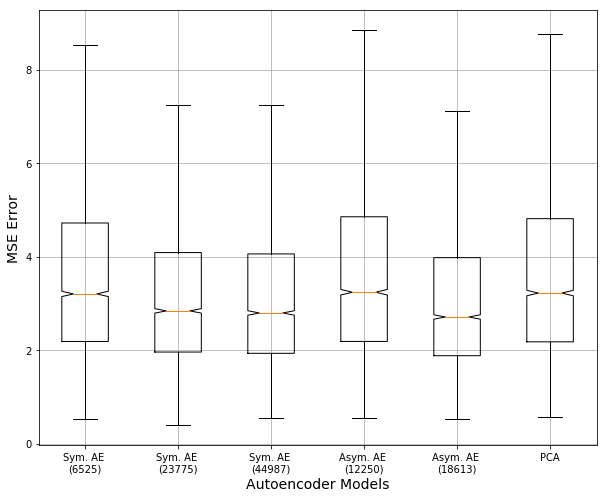 8
6
4
2
0
MSE Error
Sym. AE Sym. AE Sym. AE Asym. AE Asym. AE PCA
(6525) (23775) (44987) (12250) (18613)
Autoencoder Models